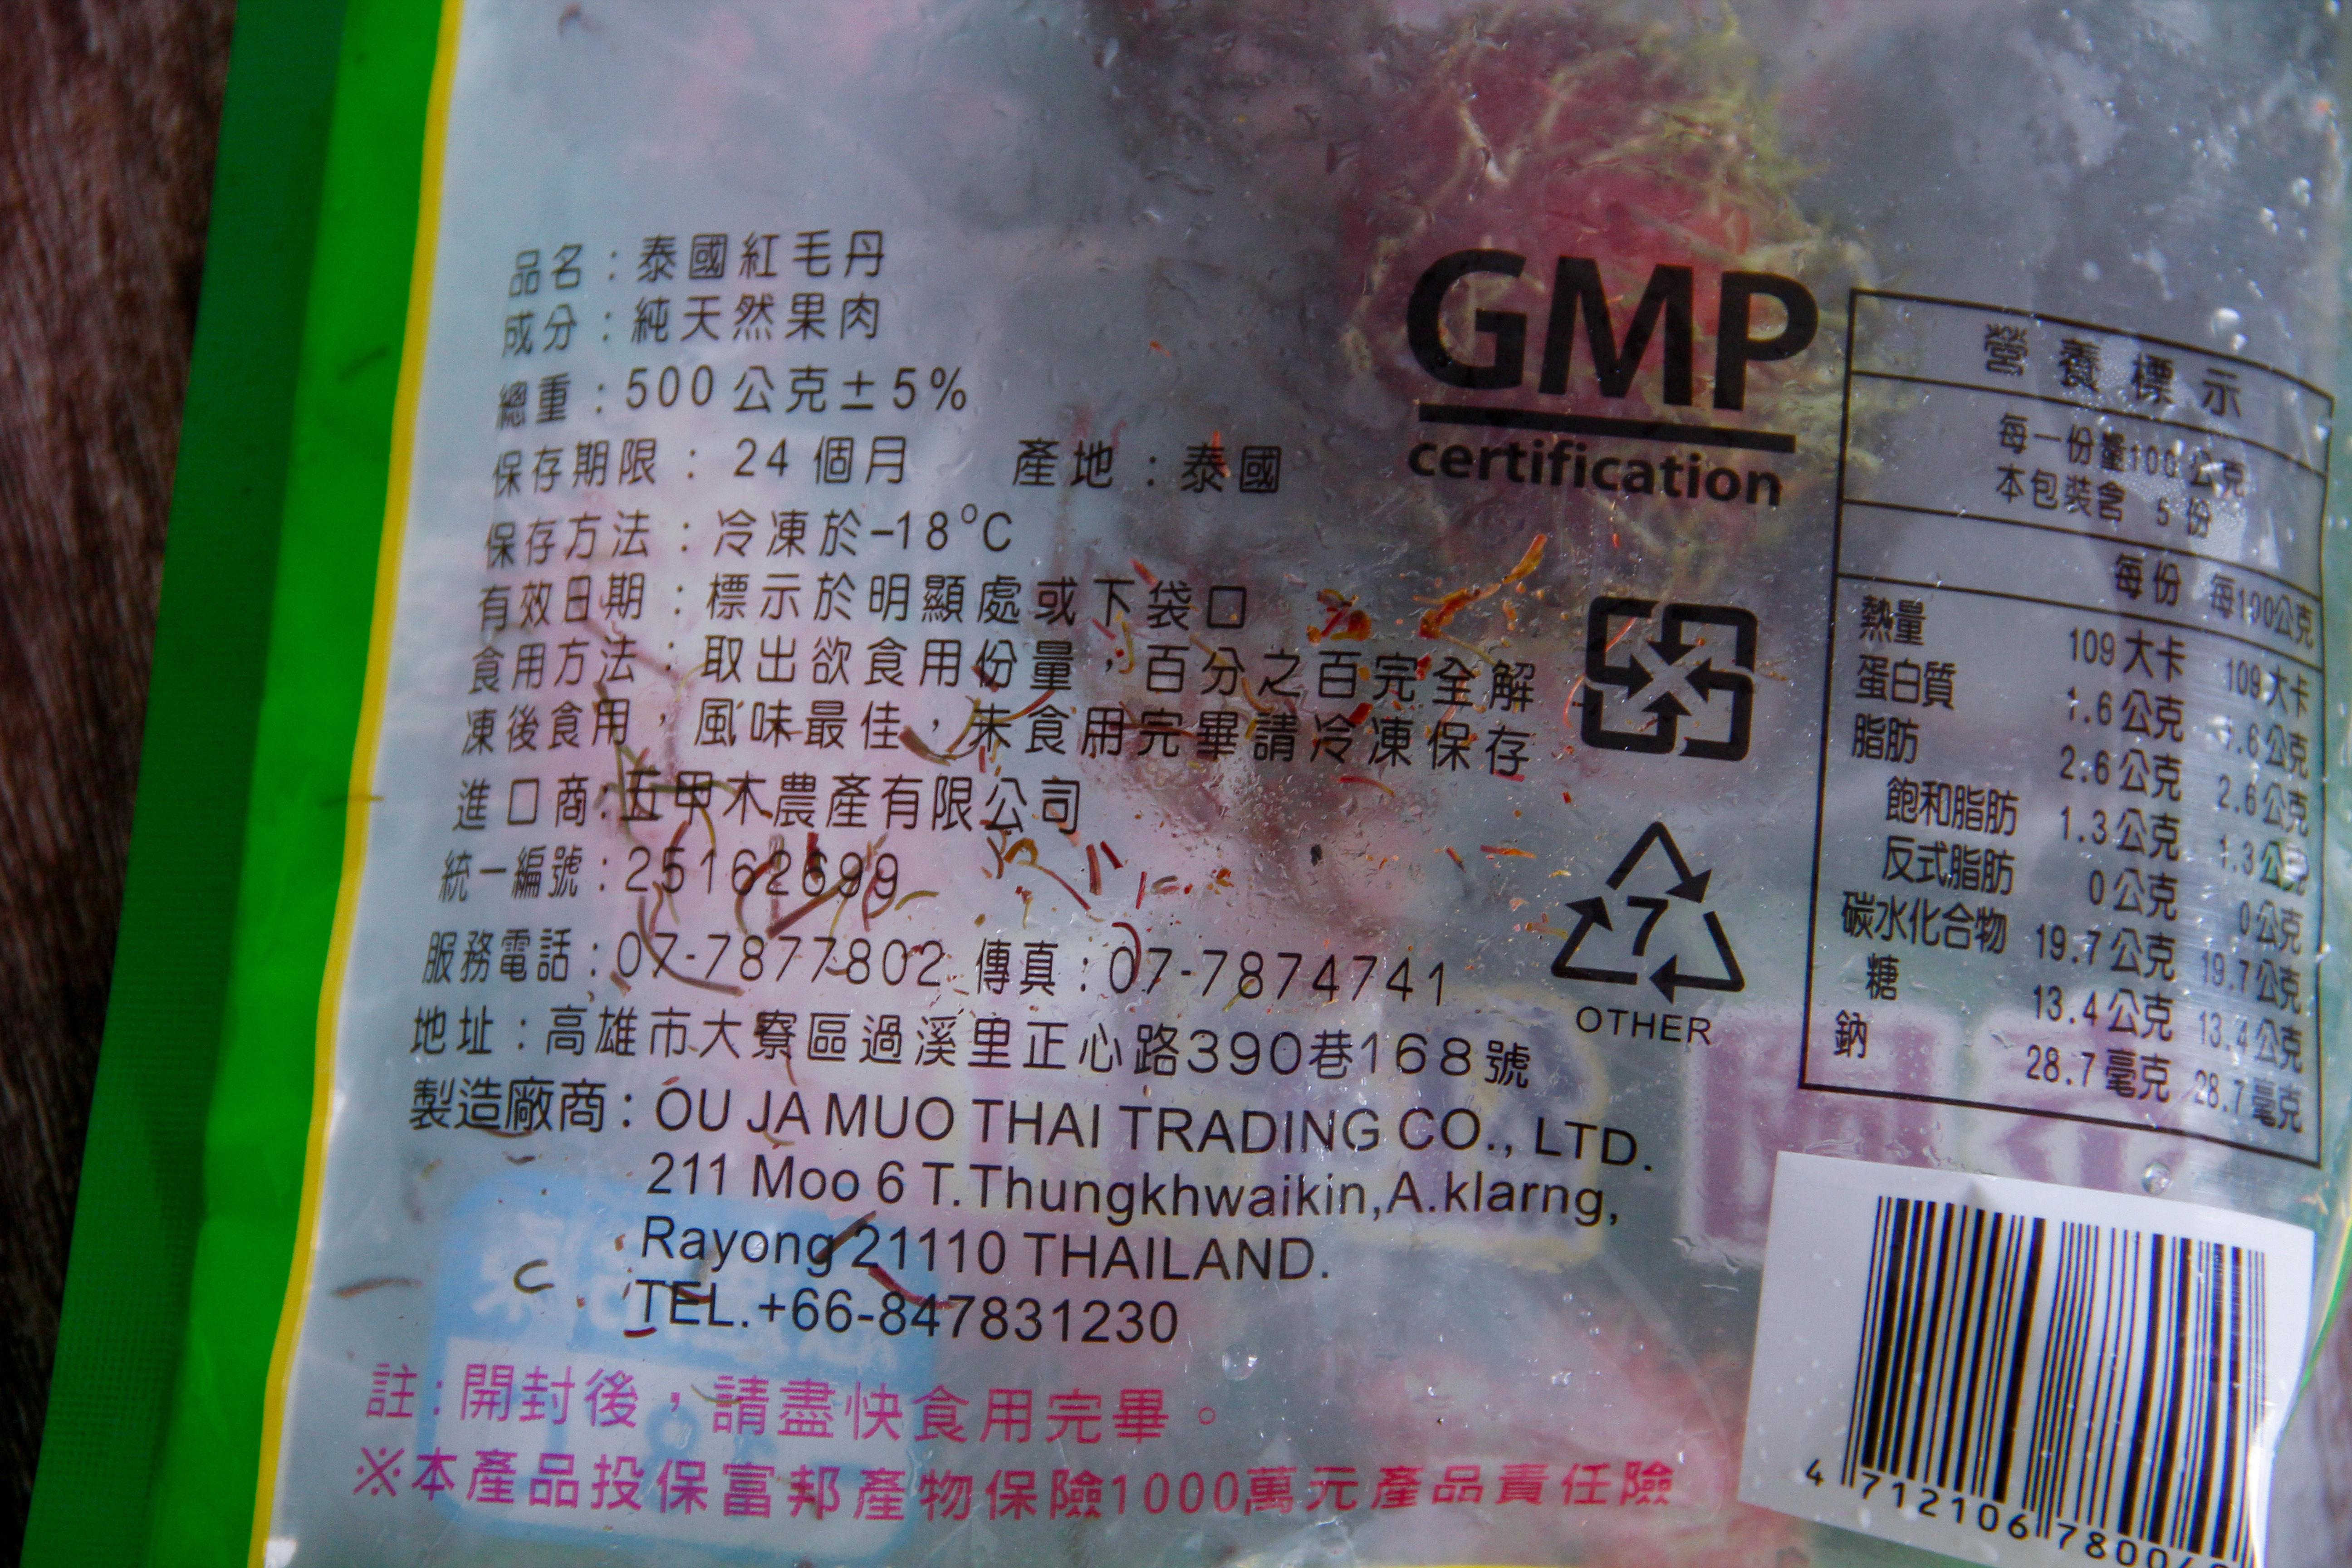 品名：泰國紅毛丹
成分：純天然果肉
總重：500 公克±5%
保存期限： 24 個月 產地：泰國
保存方法：冷凍於-18°C
有效日期：標示於明顯處或下袋口
食用方法：取出欲食用份量，百分之百完全解
凍後食用，風味最佳，未食用完畢請冷凍保存
進口商:五甲木農產有限公司
統一編號：25162699
服務電話：07-7877802 傳真：07-7874741
地址：高雄市大寮區過溪里正心路390巷168號
製造廠商：OU JA MUO THAI TRADING CO., LTD.
211 Moo 6 T.Thungkhwaikin,A.klarng,
Rayong 21110 THAILAND.
TEL.+66-847831230
註：開封後，請盡快食用完畢。
※本產品投保富邦產物保險1000萬元產品責任險
GMP
certification
7
OTHER
營養標示
每一份量100公克
本包裝含 5 份
每份 每100公克
熱量 109大卡 109大卡
蛋白質 1.6公克 1.6公克
脂肪 2.6公克 2.6公克
飽和脂肪 1.3公克 1.3公克
反式脂肪 0公克 0公克
碳水化合物 19.7公克 19.7公克
糖 13.4公克 13.4公克
鈉 28.7毫克 28.7毫克
4 712106 7800